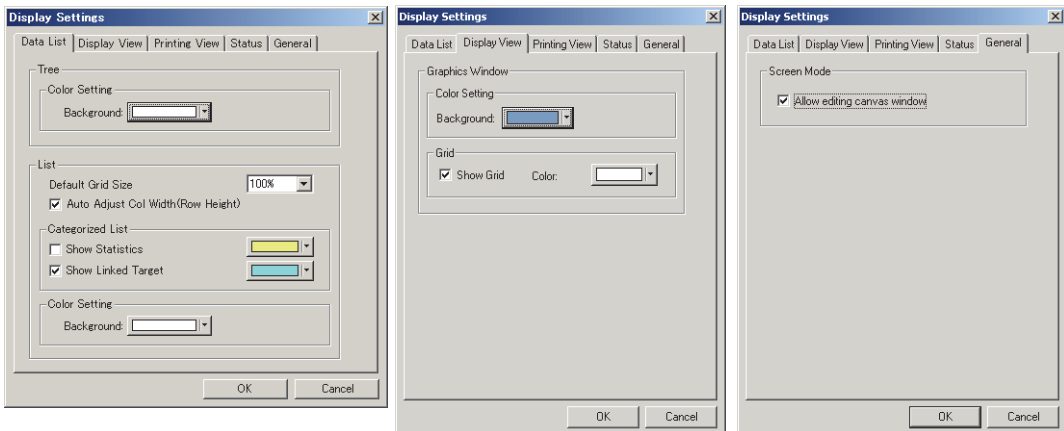 Display Settings
Data List Display View Printing View Status General
Tree
Color Setting
Background:
List
Default Grid Size 100%
Auto Adjust Col Width(Row Height)
Categorized List
Show Statistics
Show Linked Target
Color Setting
Background:
OK Cancel
Display Settings
Data List Display View Printing View Status General
Graphics Window
Color Setting
Background:
Grid
Show Grid Color:
OK Cancel
Display Settings
Data List Display View Printing View Status General
Screen Mode
Allow editing canvas window
OK Cancel